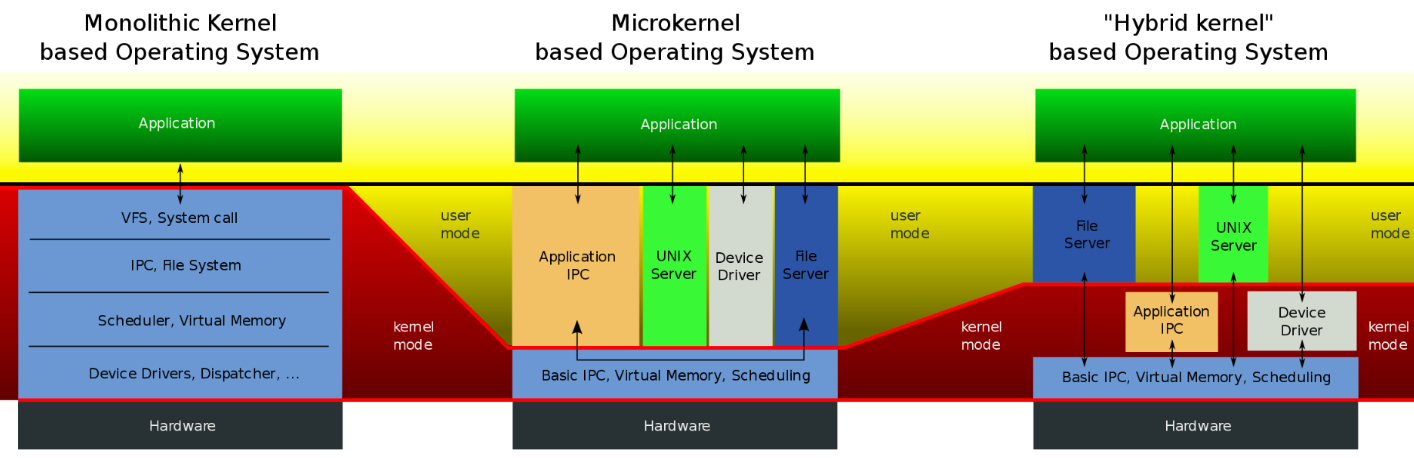 Monolithic Kernel
based Operating System
Microkernel
based Operating System
"Hybrid kernel"
based Operating System
Application
Application
Application
VFS, System call
IPC, File System
Scheduler, Virtual Memory
Device Drivers, Dispatcher, ...
Hardware
user
mode
kernel
mode
Application
IPC
UNIX
Server
Device
Driver
File
Server
Basic IPC, Virtual Memory, Scheduling
Hardware
user
mode
kernel
mode
File
Server
UNIX
Server
Application
IPC
Device
Driver
Basic IPC, Virtual Memory, Scheduling
Hardware
user
mode
kernel
mode